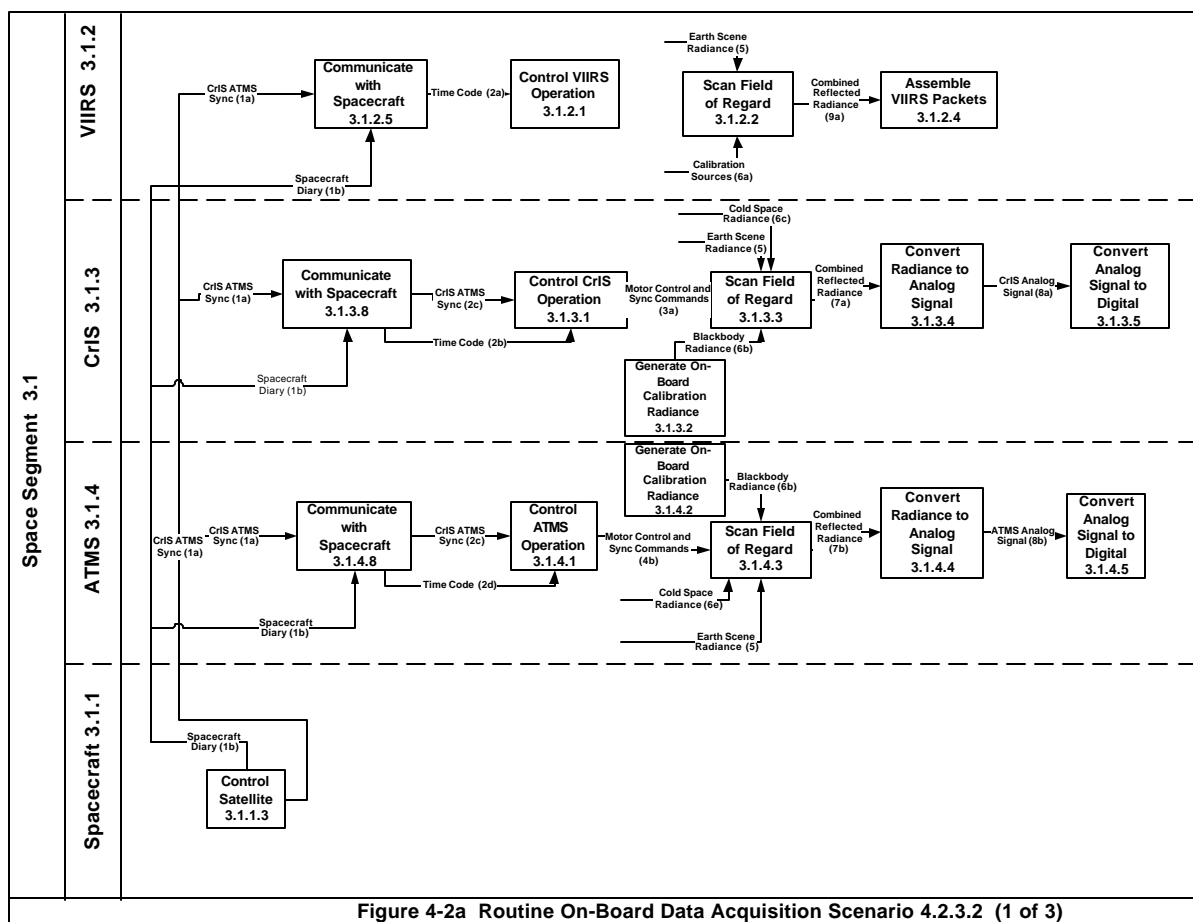 Space Segment 3.1
VIIRS 3.1.2
CrIS ATMS
Sync (1a)
Communicate
with
Spacecraft
3.1.2.5
Time Code (2a)
Control VIIRS
Operation
3.1.2.1
Spacecraft
Diary (1b)
Earth Scene
Radiance (5)
Scan Field
of Regard
3.1.2.2
Calibration
Sources (6a)
Combined
Reflected
Radiance
(9a)
Assemble
VIIRS Packets
3.1.2.4
CrIS 3.1.3
CrIS ATMS
Sync (1a)
Communicate
with Spacecraft
3.1.3.8
CrIS ATMS
Sync (2c)
Time Code (2b)
Spacecraft
Diary (1b)
Control CrIS
Operation
3.1.3.1
Motor Control and
Sync Commands
(3a)
Cold Space
Radiance (6c)
Earth Scene
Radiance (5)
Scan Field
of Regard
3.1.3.3
Blackbody
Radiance (6b)
Generate On-
Board
Calibration
Radiance
3.1.3.2
Combined
Reflected
Radiance
(7a)
Convert
Radiance to
Analog
Signal
3.1.3.4
CrIS Analog
Signal (8a)
Convert
Analog
Signal to
Digital
3.1.3.5
ATMS 3.1.4
CrIS ATMS
Sync (1a)
CrIS ATMS
Sync (1a)
Communicate
with
Spacecraft
3.1.4.8
CrIS ATMS
Sync (2c)
Time Code (2d)
Spacecraft
Diary (1b)
Control
ATMS
Operation
3.1.4.1
Motor Control and
Sync Commands
(4b)
Generate On-
Board
Calibration
Radiance
3.1.4.2
Blackbody
Radiance (6b)
Scan Field
of Regard
3.1.4.3
Cold Space
Radiance (6e)
Earth Scene
Radiance (5)
Combined
Reflected
Radiance
(7b)
Convert
Radiance to
Analog
Signal
3.1.4.4
ATMS Analog
Signal (8b)
Convert
Analog
Signal to
Digital
3.1.4.5
Spacecraft 3.1.1
Spacecraft
Diary (1b)
Control
Satellite
3.1.1.3
Figure 4-2a Routine On-Board Data Acquisition Scenario 4.2.3.2 (1 of 3)